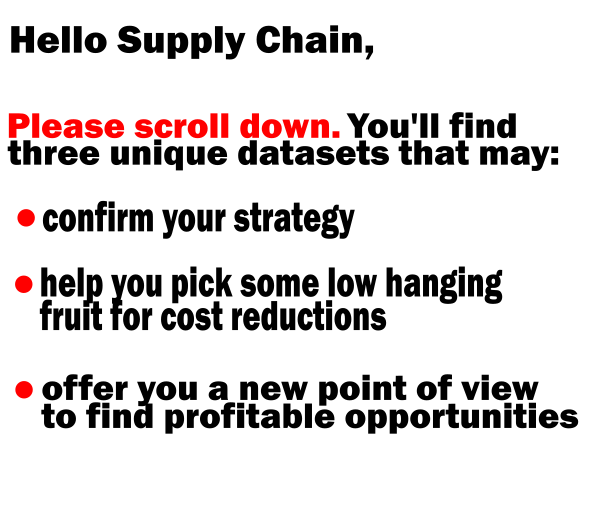 Hello Supply Chain,
Please scroll down. You'll find
three unique datasets that may:
• confirm your strategy
• help you pick some low hanging
fruit for cost reductions
• offer you a new point of view
to find profitable opportunities